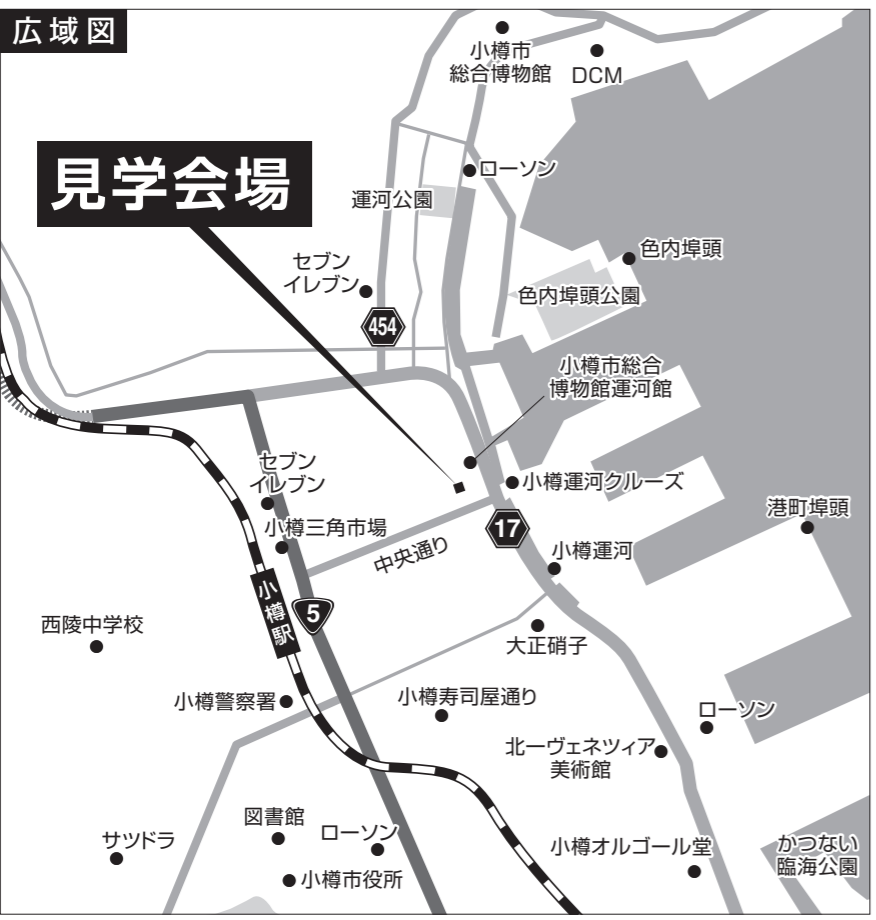 広域図
小樽市
総合博物館
DCM
見学会場
ローソン
運河公園
色内埠頭
セブン
イレブン
色内埠頭公園
454
小樽市総合
博物館運河館
セブン
イレブン
小樽運河クルーズ
港町埠頭
小樽三角市場
17
中央通り
小樽運河
小樽駅
5
西陵中学校
大正硝子
小樽警察署
小樽寿司屋通り
ローソン
北一ヴェネツィア
美術館
図書館
ローソン
サツドラ
小樽オルゴール堂
かつない
臨海公園
小樽市役所